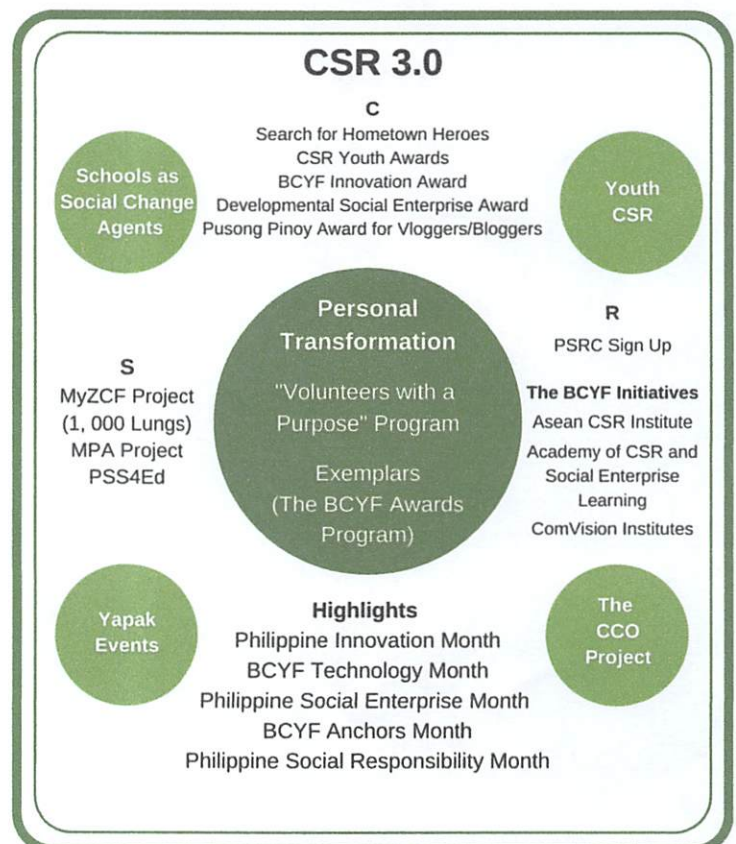 CSR 3.0
C
Search for Hometown Heroes
CSR Youth Awards
BCYF Innovation Award
Developmental Social Enterprise Award
Pusong Pinoy Award for Vloggers/Bloggers
Schools as
Social Change
Agents
Youth
CSR
Personal
Transformation
"Volunteers with a
Purpose" Program
Exemplars
(The BCYF Awards
Program)
S
MyZCF Project
(1, 000 Lungs)
MPA Project
PSS4Ed
R
PSRC Sign Up
The BCYF Initiatives
Asean CSR Institute
Academy of CSR and
Social Enterprise
Learning
ComVision Institutes
Yapak
Events
The
CCO
Project
Highlights
Philippine Innovation Month
BCYF Technology Month
Philippine Social Enterprise Month
BCYF Anchors Month
Philippine Social Responsibility Month